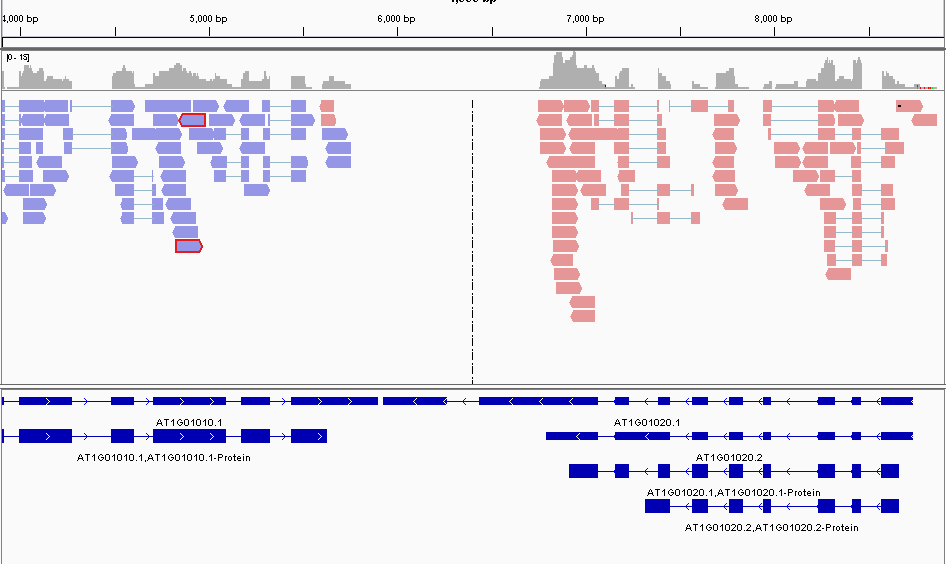 4,000 bp 5,000 bp 6,000 bp 7,000 bp 8,000 bp
[0 - 15]
AT1G01010.1 AT1G01020.1
AT1G01010.1,AT1G01010.1-Protein AT1G01020.2
AT1G01020.1,AT1G01020.1-Protein
AT1G01020.2,AT1G01020.2-Protein